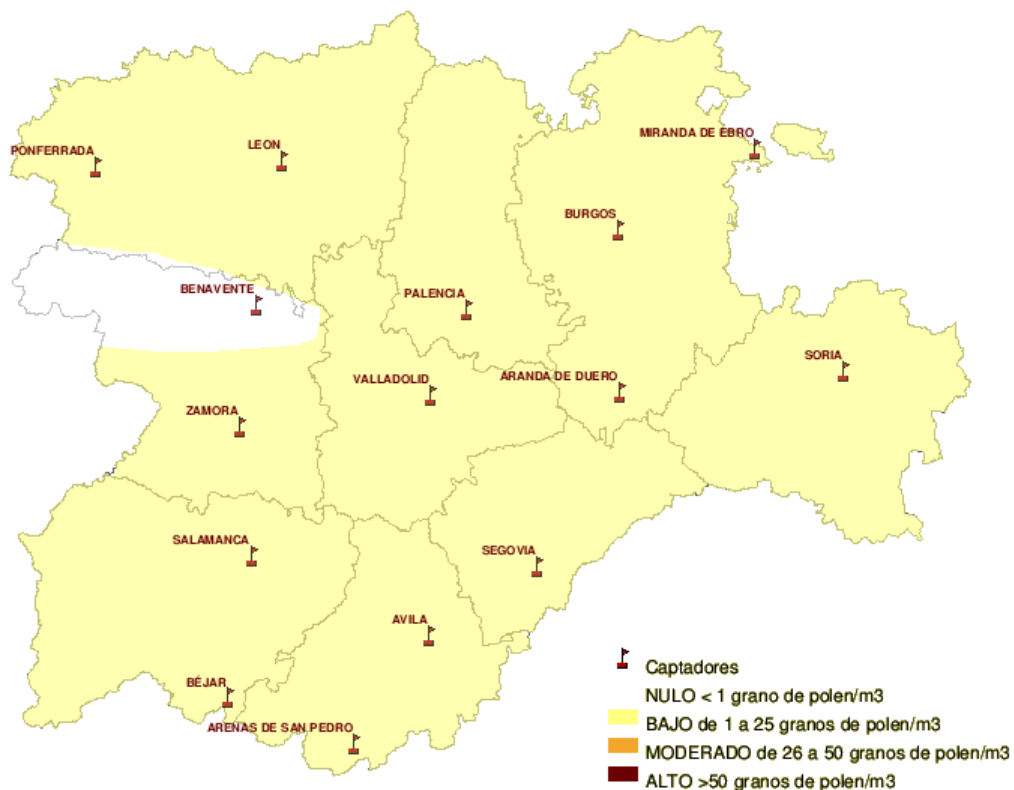 MIRANDA DE EBRO
LEON
PONFERRADA
BURGOS
BENAVENTE
PALENCIA
SORIA
VALLADOLID
ARANDA DE DUERO
ZAMORA
SALAMANCA
SEGOVIA
AVILA
BÉJAR
ARENAS DE SAN PEDRO
Captadores
NULO < 1 grano de polen/m3
BAJO de 1 a 25 granos de polen/m3
MODERADO de 26 a 50 granos de polen/m3
ALTO >50 granos de polen/m3